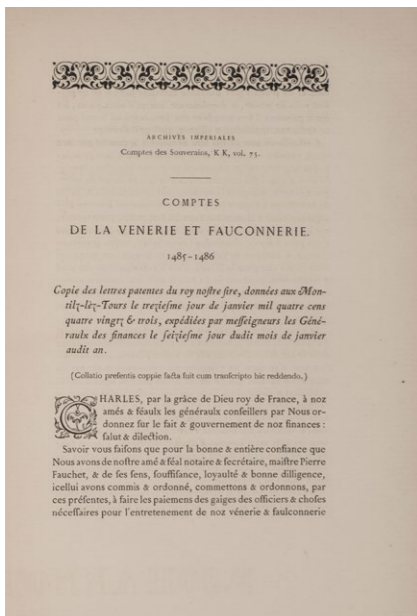 ARCHIVES IMPERIALES
Comptes des Souverains, K K, vol. 75.
COMPTES
DE LA VENERIE ET FAUCONNERIE.
1485-1486
Copie des lettres patentes du roy noſtre ſire, données aux Mon-
tilz-lèz-Tours le treziefme jour de janvier mil quatre cens
quatre vingtz & trois, expédiées par meſſeigneurs les Géné-
raulx des finances le ſeizieſme jour dudit mois de janvier
audit an.
(Collatio preſentis coppie facta fuit cum tranſcripto hic reddendo.)
CHARLES, par la grâce de Dieu roy de France, à noz
amés & féaulx les généraulx conſeillers par Nous or-
donnez ſur le fait & gouvernement de noz finances :
ſalut & dilection.
Savoir vous faiſons que pour la bonne & entière confiance que
Nous avons de noſtre amé & féal notaire & ſecrétaire, maiſtre Pierre
Fauchet, & de ſes ſens, ſouffiſance, loyaulté & bonne dilligence,
icellui avons commis & ordonné, commettons & ordonnons, par
ces préſentes, à faire les paiemens des gaiges des officiers & choſes
néceſſaires pour l'entretenement de noz vénerie & faulconnerie